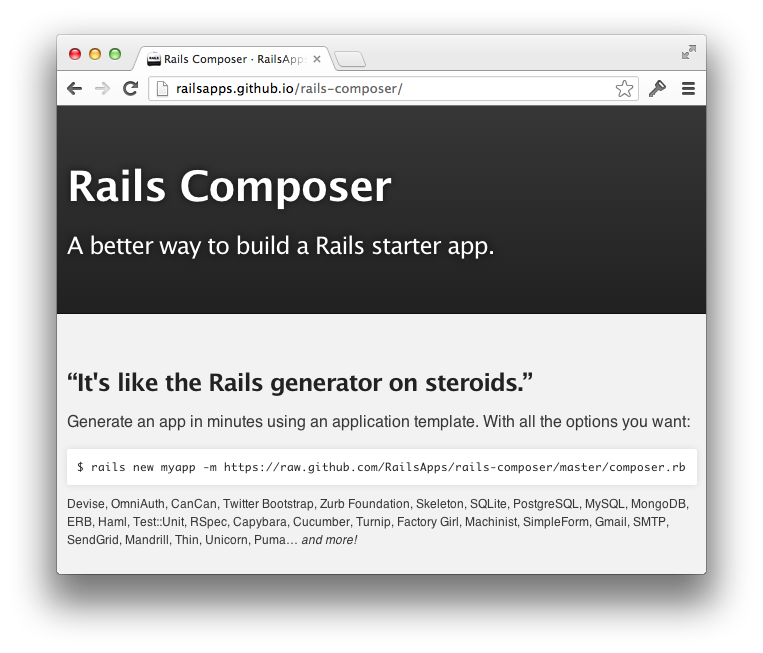 Rails Composer · RailsApp
railsapps.github.io/rails-composer/
Rails Composer
A better way to build a Rails starter app.
“It's like the Rails generator on steroids.”
Generate an app in minutes using an application template. With all the options you want:
$ rails new myapp -m https://raw.github.com/RailsApps/rails-composer/master/composer.rb
Devise, OmniAuth, CanCan, Twitter Bootstrap, Zurb Foundation, Skeleton, SQLite, PostgreSQL, MySQL, MongoDB,
ERB, Haml, Test::Unit, RSpec, Capybara, Cucumber, Turnip, Factory Girl, Machinist, SimpleForm, Gmail, SMTP,
SendGrid, Mandrill, Thin, Unicorn, Puma… and more!